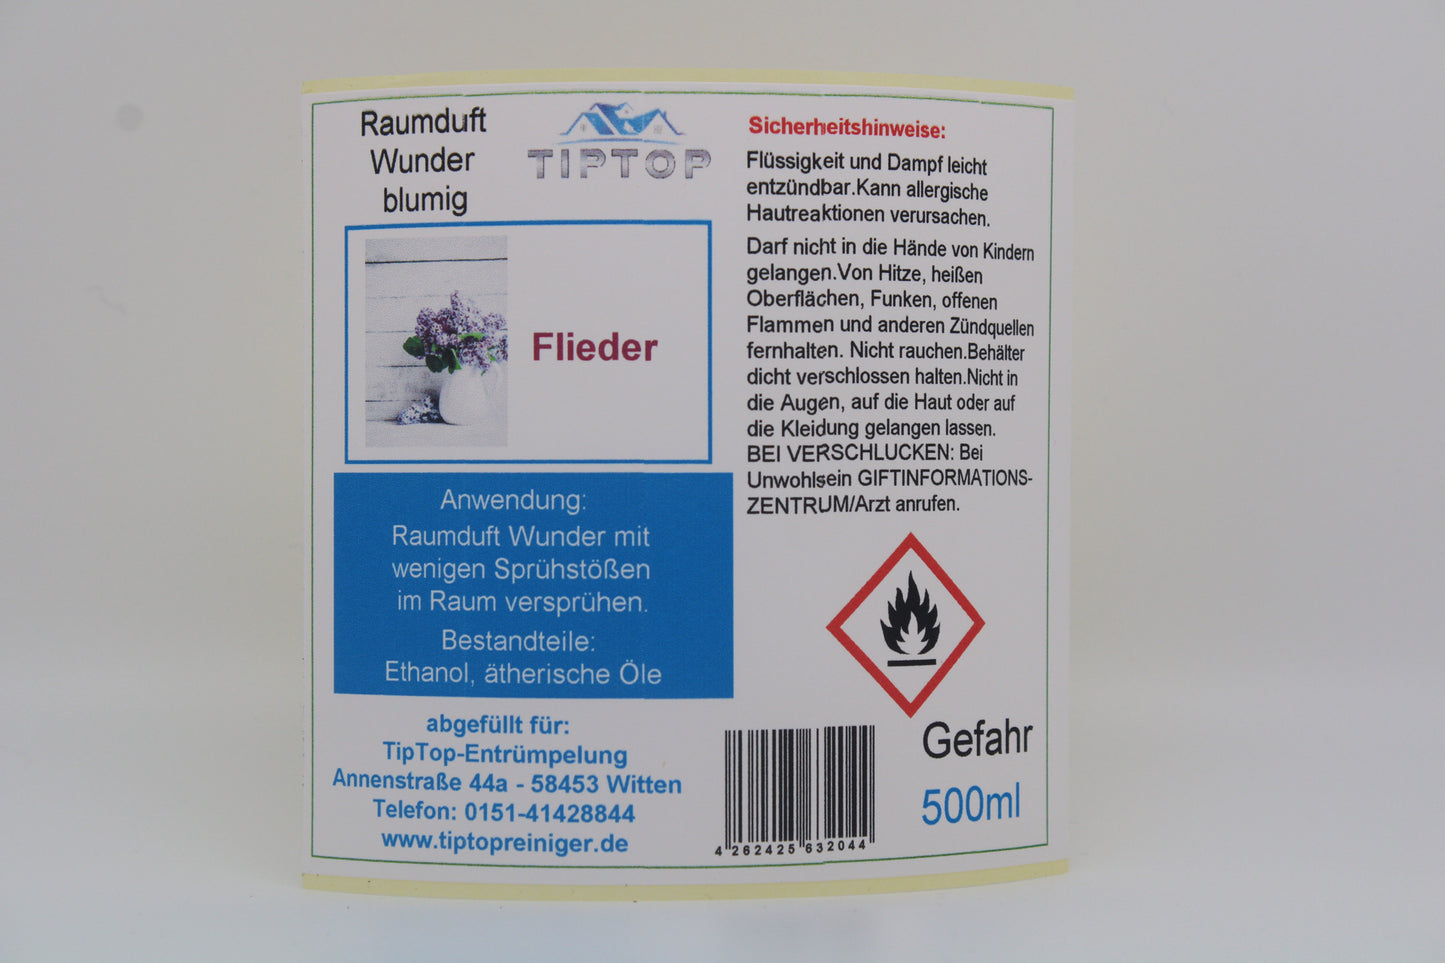 Raumduft
Wunder
blumig
TIPTOP
Flieder
Anwendung:
Raumduft Wunder mit
wenigen Sprühstößen
im Raum versprühen.
Bestandteile:
Ethanol, ätherische Öle
abgefüllt für:
TipTop-Entrümpelung
Annenstraße 44a - 58453 Witten
Telefon: 0151-41428844
www.tiptopreiniger.de
Sicherheitshinweise:
Flüssigkeit und Dampf leicht
entzündbar.Kann allergische
Hautreaktionen verursachen.
Darf nicht in die Hände von Kindern
gelangen.Von Hitze, heißen
Oberflächen, Funken, offenen
Flammen und anderen Zündquellen
fernhalten. Nicht rauchen.Behälter
dicht verschlossen halten.Nicht in
die Augen, auf die Haut oder auf
die Kleidung gelangen lassen.
BEI VERSCHLUCKEN: Bei
Unwohlsein GIFTINFORMATIONS-
ZENTRUM/Arzt anrufen.
Gefahr
500ml
4 262425 632044